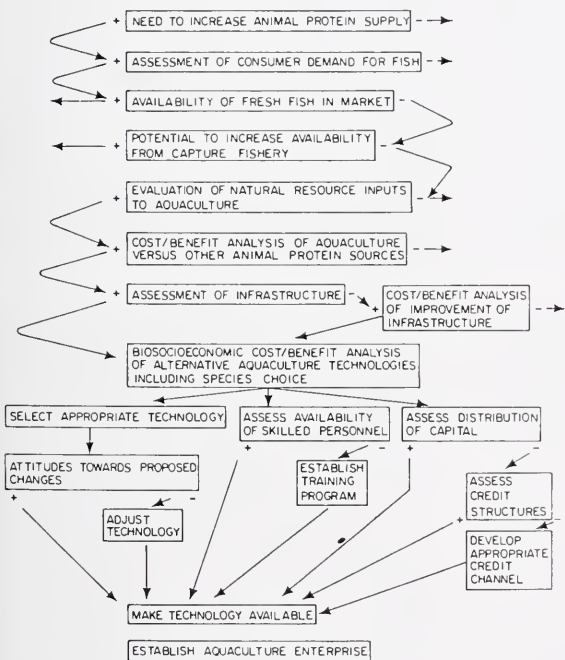 + NEED TO INCREASE ANIMAL PROTEIN SUPPLY -
+ ASSESSMENT OF CONSUMER DEMAND FOR FISH -
+ AVAILABILITY OF FRESH FISH IN MARKET -
+ POTENTIAL TO INCREASE AVAILABILITY -
FROM CAPTURE FISHERY
+ EVALUATION OF NATURAL RESOURCE INPUTS -
TO AQUACULTURE
+ COST/BENEFIT ANALYSIS OF AQUACULTURE -
VERSUS OTHER ANIMAL PROTEIN SOURCES
+ ASSESSMENT OF INFRASTRUCTURE -
+ COST/BENEFIT ANALYSIS -
OF IMPROVEMENT OF
INFRASTRUCTURE
BIOSOCIOECONOMIC COST/BENEFIT ANALYSIS
OF ALTERNATIVE AQUACULTURE TECHNOLOGIES
INCLUDING SPECIES CHOICE
SELECT APPROPRIATE TECHNOLOGY
ASSESS AVAILABILITY
OF SKILLED PERSONNEL
+ -
ASSESS DISTRIBUTION
OF CAPITAL
+ -
ATTITUDES TOWARDS PROPOSED
CHANGES
+ -
ESTABLISH
TRAINING
PROGRAM
ASSESS
CREDIT
STRUCTURES
+ -
ADJUST
TECHNOLOGY
DEVELOP
APPROPRIATE
CREDIT
CHANNEL
MAKE TECHNOLOGY AVAILABLE
ESTABLISH AQUACULTURE ENTERPRISE